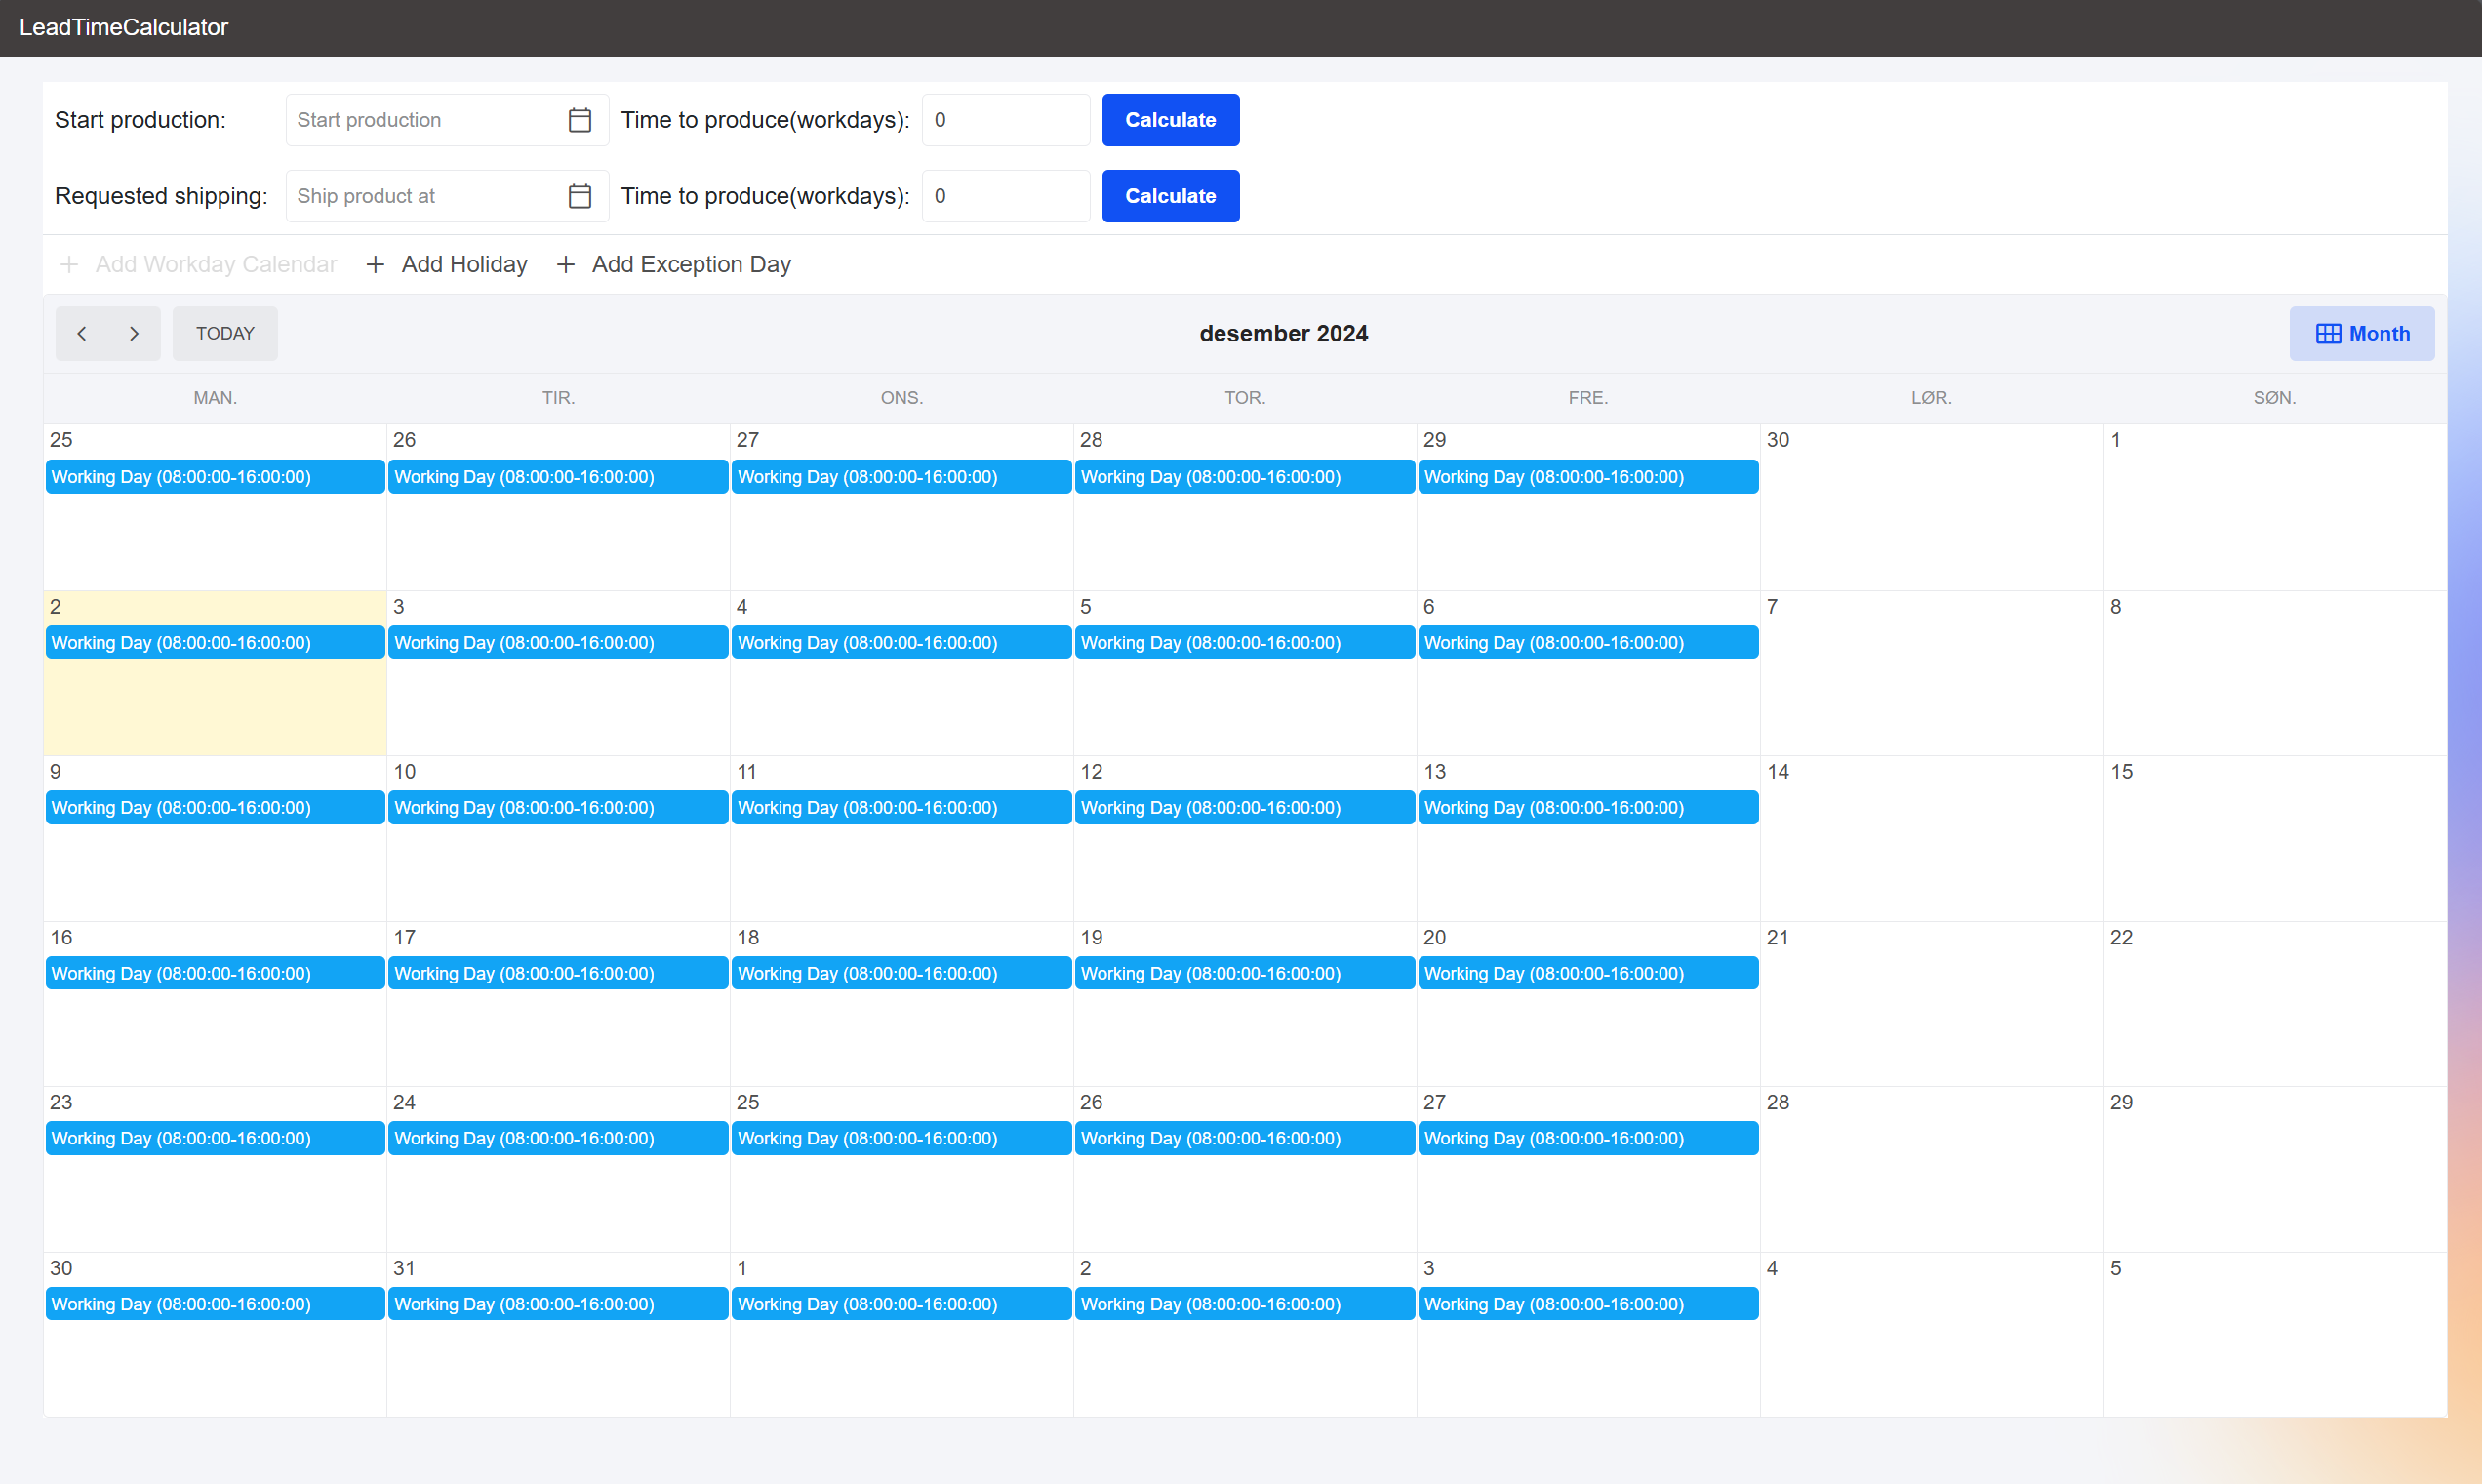 LeadTimeCalculator
Start production: Start production Time to produce(workdays): 0 Calculate
Requested shipping: Ship product at Time to produce(workdays): 0 Calculate
+ Add Workday Calendar + Add Holiday + Add Exception Day
TODAY desember 2024 Month
MAN. TIR. ONS. TOR. FRE. LØR. SØN.
25 26 27 28 29 30 1
Working Day (08:00:00-16:00:00) Working Day (08:00:00-16:00:00) Working Day (08:00:00-16:00:00) Working Day (08:00:00-16:00:00) Working Day (08:00:00-16:00:00)
2 3 4 5 6 7 8
Working Day (08:00:00-16:00:00) Working Day (08:00:00-16:00:00) Working Day (08:00:00-16:00:00) Working Day (08:00:00-16:00:00) Working Day (08:00:00-16:00:00)
9 10 11 12 13 14 15
Working Day (08:00:00-16:00:00) Working Day (08:00:00-16:00:00) Working Day (08:00:00-16:00:00) Working Day (08:00:00-16:00:00) Working Day (08:00:00-16:00:00)
16 17 18 19 20 21 22
Working Day (08:00:00-16:00:00) Working Day (08:00:00-16:00:00) Working Day (08:00:00-16:00:00) Working Day (08:00:00-16:00:00) Working Day (08:00:00-16:00:00)
23 24 25 26 27 28 29
Working Day (08:00:00-16:00:00) Working Day (08:00:00-16:00:00) Working Day (08:00:00-16:00:00) Working Day (08:00:00-16:00:00) Working Day (08:00:00-16:00:00)
30 31 1 2 3 4 5
Working Day (08:00:00-16:00:00) Working Day (08:00:00-16:00:00) Working Day (08:00:00-16:00:00) Working Day (08:00:00-16:00:00) Working Day (08:00:00-16:00:00)